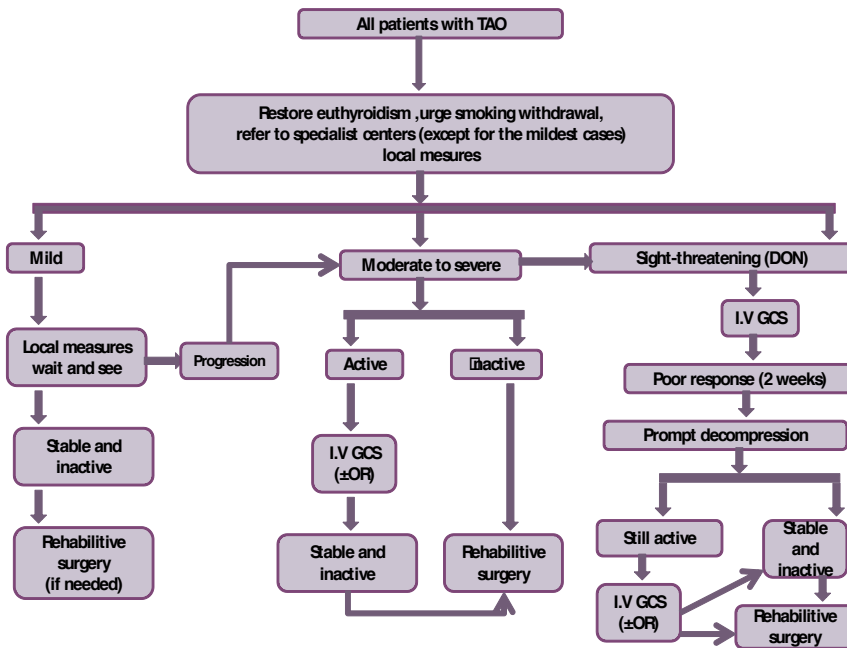 All patients with TAO
Restore euthyroidism ,urge smoking withdrawal,
refer to specialist centers (except for the mildest cases)
local mesures
Mild
Moderate to severe
Sight-threatening (DON)
Local measures
wait and see
Progression
Active
inactive
I.V GCS
Poor response (2 weeks)
Prompt decompression
Stable and
inactive
I.V GCS
(±OR)
Rehabilitive
surgery
(if needed)
Stable and
inactive
Rehabilitive
surgery
Still active
Stable
and
inactive
I.V GCS
(±OR)
Rehabilitive
surgery